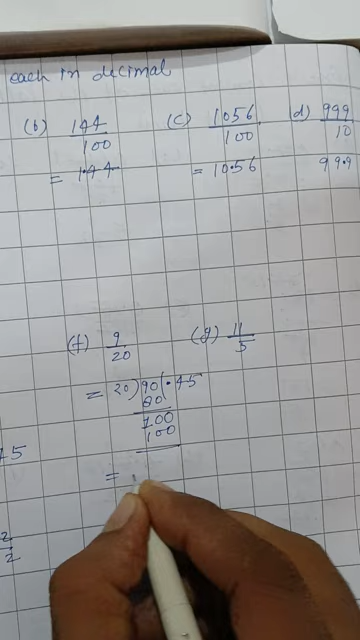 each in decimal
(b) 144/100 (c) 1056/100 (d) 999/10
= 1.44 = 10.56 99.9
(f) 9/20 (g) 11/5
= 20)90(.45
80
100
100
=